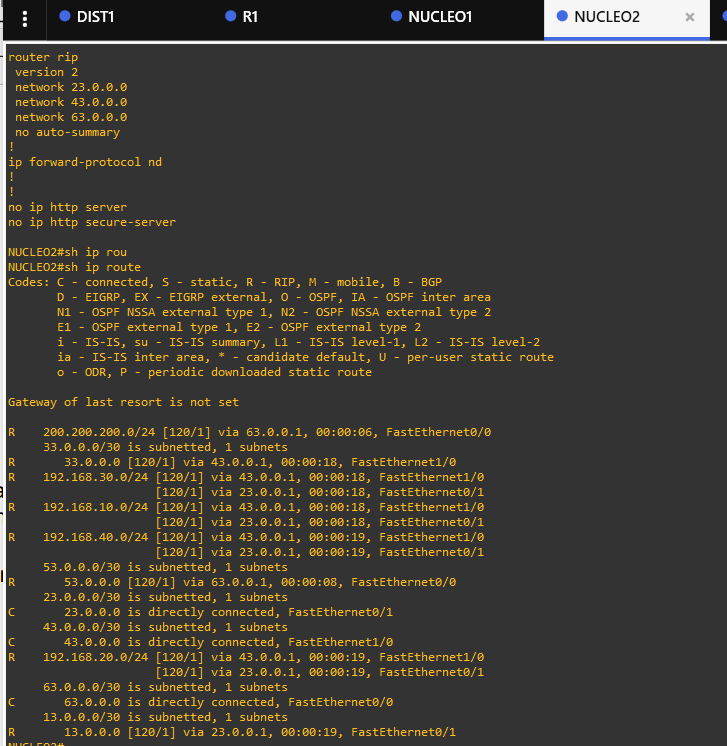 DIST1
R1
NUCLEO1
NUCLEO2
×
router rip
 version 2
 network 23.0.0.0
 network 43.0.0.0
 network 63.0.0.0
 no auto-summary
!
ip forward-protocol nd
!
!
no ip http server
no ip http secure-server
NUCLEO2#sh ip rou
NUCLEO2#sh ip route
Codes: C - connected, S - static, R - RIP, M - mobile, B - BGP
       D - EIGRP, EX - EIGRP external, O - OSPF, IA - OSPF inter area
       N1 - OSPF NSSA external type 1, N2 - OSPF NSSA external type 2
       E1 - OSPF external type 1, E2 - OSPF external type 2
       i - IS-IS, su - IS-IS summary, L1 - IS-IS level-1, L2 - IS-IS level-2
       ia - IS-IS inter area, * - candidate default, U - per-user static route
       o - ODR, P - periodic downloaded static route
Gateway of last resort is not set
R    200.200.200.0/24 [120/1] via 63.0.0.1, 00:00:06, FastEthernet0/0
     33.0.0.0/30 is subnetted, 1 subnets
R       33.0.0.0 [120/1] via 43.0.0.1, 00:00:18, FastEthernet1/0
R    192.168.30.0/24 [120/1] via 43.0.0.1, 00:00:18, FastEthernet1/0
                     [120/1] via 23.0.0.1, 00:00:18, FastEthernet0/1
R    192.168.10.0/24 [120/1] via 43.0.0.1, 00:00:18, FastEthernet1/0
                     [120/1] via 23.0.0.1, 00:00:18, FastEthernet0/1
R    192.168.40.0/24 [120/1] via 43.0.0.1, 00:00:19, FastEthernet1/0
                     [120/1] via 23.0.0.1, 00:00:19, FastEthernet0/1
     53.0.0.0/30 is subnetted, 1 subnets
R       53.0.0.0 [120/1] via 63.0.0.1, 00:00:08, FastEthernet0/0
     23.0.0.0/30 is subnetted, 1 subnets
C       23.0.0.0 is directly connected, FastEthernet0/1
     43.0.0.0/30 is subnetted, 1 subnets
C       43.0.0.0 is directly connected, FastEthernet1/0
R    192.168.20.0/24 [120/1] via 43.0.0.1, 00:00:19, FastEthernet1/0
                     [120/1] via 23.0.0.1, 00:00:19, FastEthernet0/1
     63.0.0.0/30 is subnetted, 1 subnets
C       63.0.0.0 is directly connected, FastEthernet0/0
     13.0.0.0/30 is subnetted, 1 subnets
R       13.0.0.0 [120/1] via 23.0.0.1, 00:00:19, FastEthernet0/1
NUCLEO2#